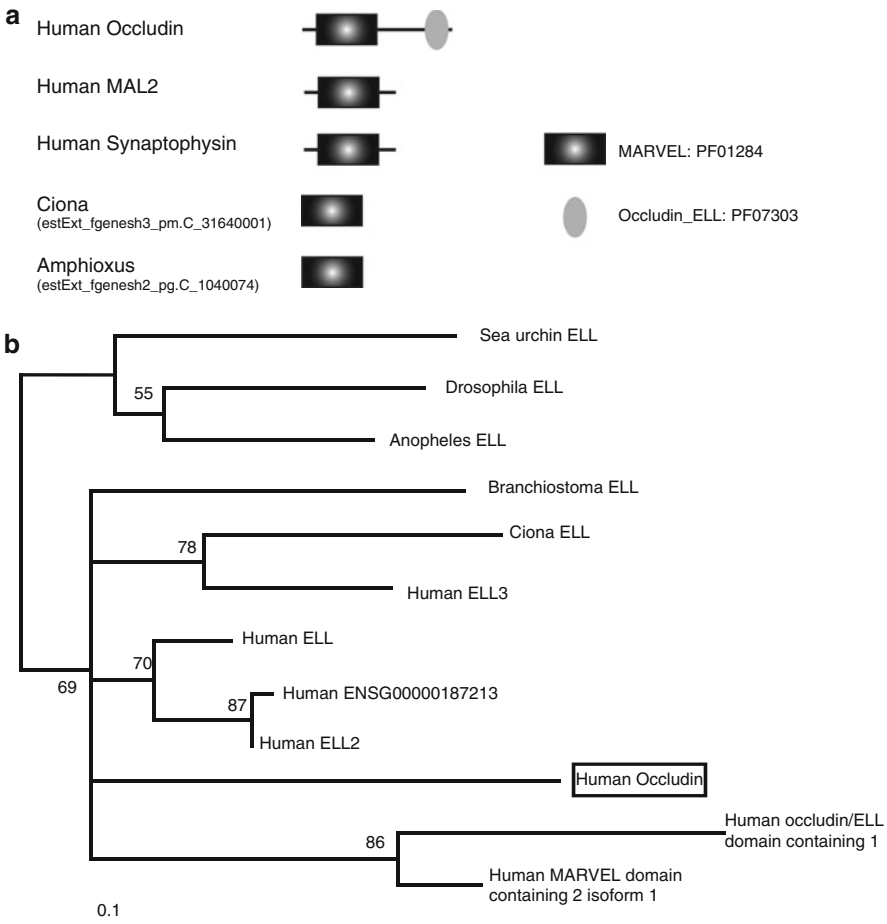 a
Human Occludin
Human MAL2
Human Synaptophysin
MARVEL: PF01284
Ciona
(estExt_fgenesh3_pm.C_31640001)
Occludin_ELL: PF07303
Amphioxus
(estExt_fgenesh2_pg.C_1040074)
b
Sea urchin ELL
55
Drosophila ELL
Anopheles ELL
Branchiostoma ELL
Ciona ELL
78
Human ELL3
Human ELL
70
69
Human ENSG00000187213
87
Human ELL2
Human Occludin
Human occludin/ELL
domain containing 1
86
Human MARVEL domain
containing 2 isoform 1
0.1